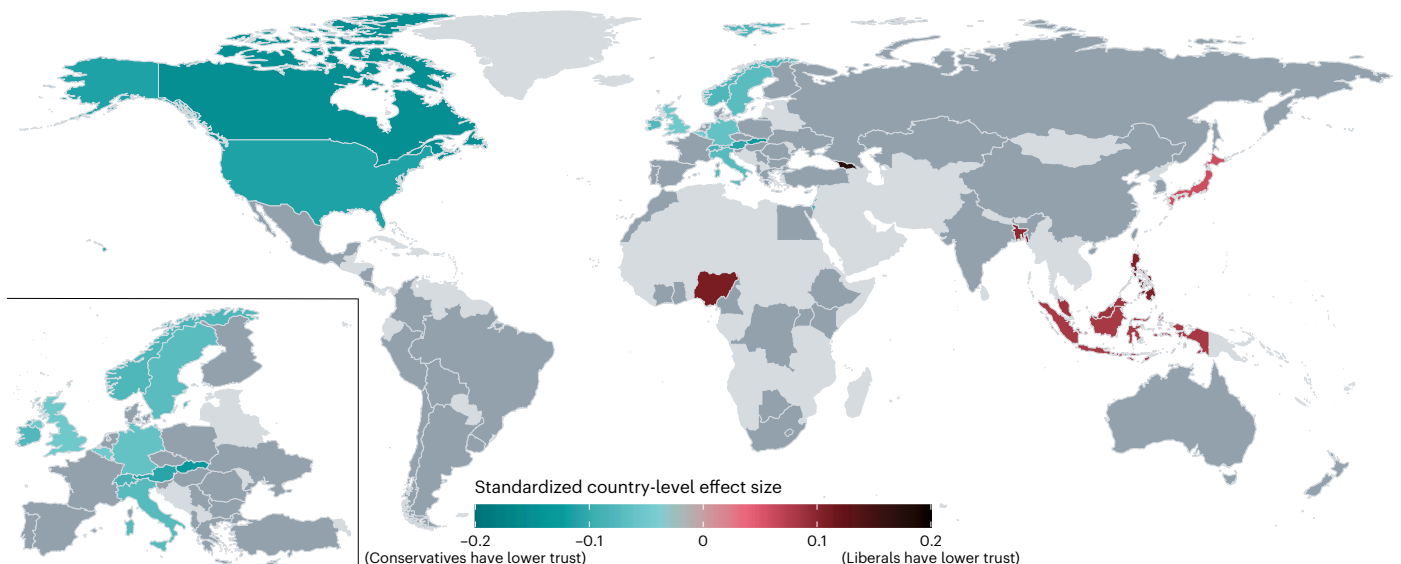 Standardized country-level effect size
−0.2 −0.1 0 0.1 0.2
(Conservatives have lower trust) (Liberals have lower trust)